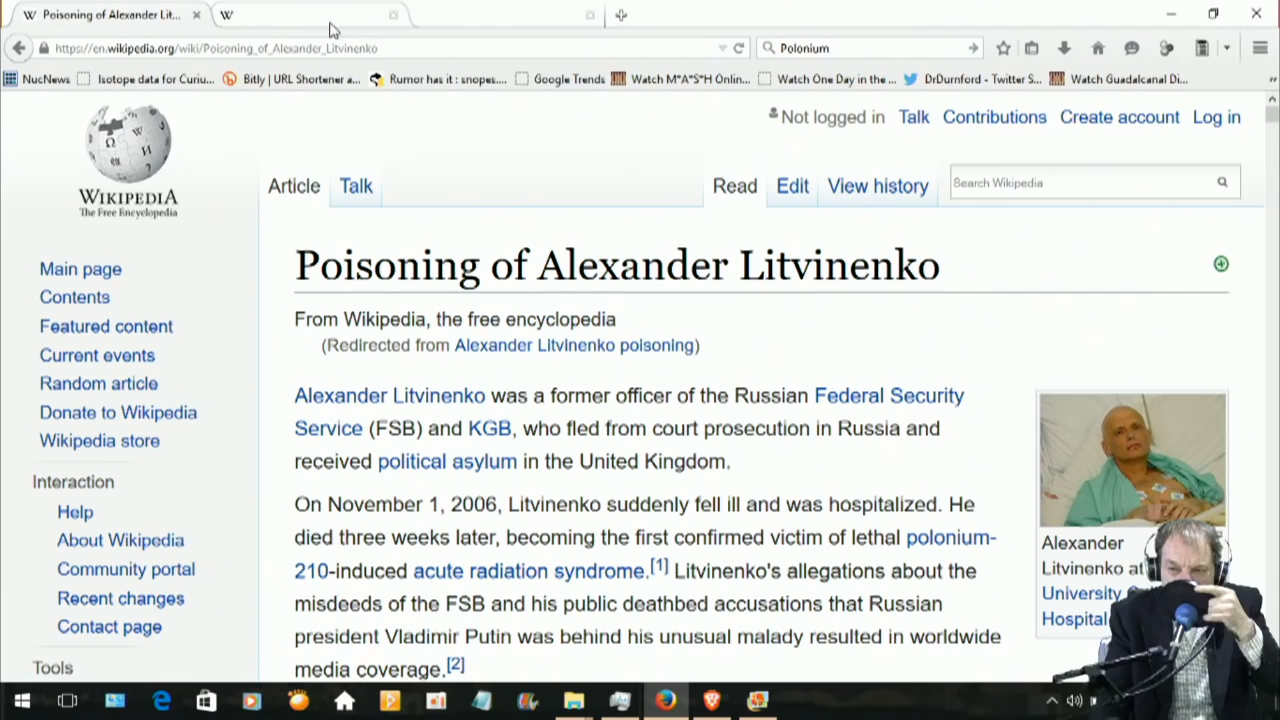 Poisoning of Alexander Lit...
https://en.wikipedia.org/wiki/Poisoning_of_Alexander_Litvinenko
Polonium
NucNews
Isotope data for Curiu...
Bitly | URL Shortener a...
Rumor has it : snopes....
Google Trends
Watch M*A*S*H Onlin...
Watch One Day in the ...
DrDurnford - Twitter S...
Watch Guadalcanal Di...
Not logged in Talk Contributions Create account Log in
WIKIPEDIA
The Free Encyclopedia
Article Talk
Read Edit View history
Search Wikipedia
Main page
Contents
Featured content
Current events
Random article
Donate to Wikipedia
Wikipedia store
Interaction
Help
About Wikipedia
Community portal
Recent changes
Contact page
Tools
Poisoning of Alexander Litvinenko
From Wikipedia, the free encyclopedia
(Redirected from Alexander Litvinenko poisoning)
Alexander Litvinenko was a former officer of the Russian Federal Security
Service (FSB) and KGB, who fled from court prosecution in Russia and
received political asylum in the United Kingdom.
On November 1, 2006, Litvinenko suddenly fell ill and was hospitalized. He
died three weeks later, becoming the first confirmed victim of lethal polonium-
210-induced acute radiation syndrome.[1] Litvinenko's allegations about the
misdeeds of the FSB and his public deathbed accusations that Russian
president Vladimir Putin was behind his unusual malady resulted in worldwide
media coverage.[2]
Alexander
Litvinenko at
University
Hospital